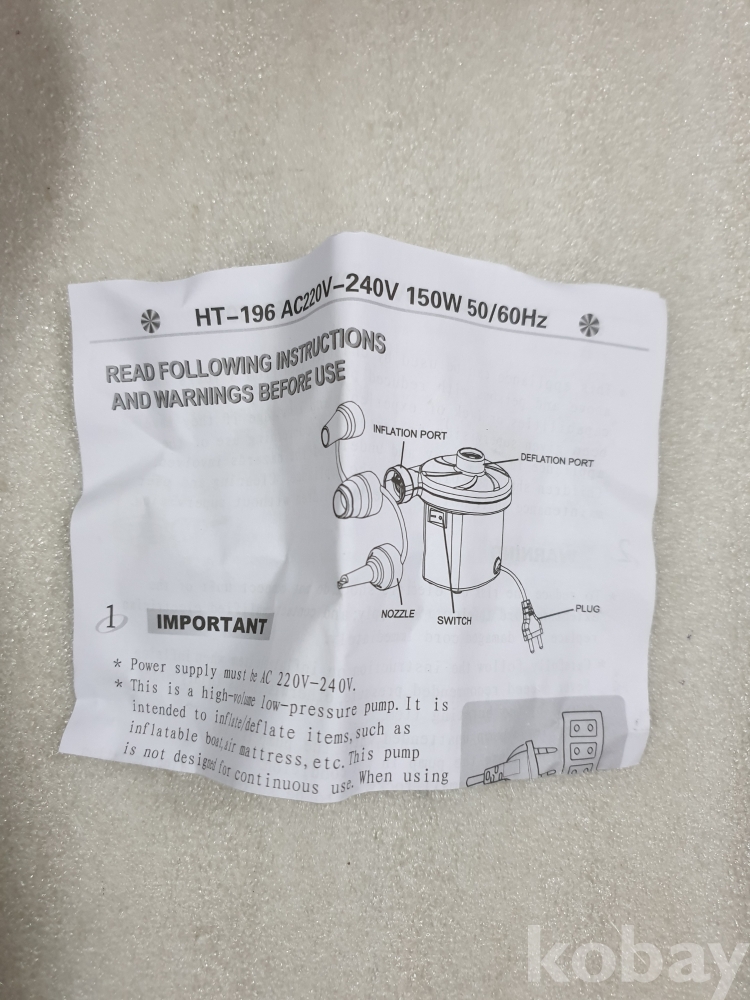 HT-196 AC220V-240V 150W 50/60Hz
READ FOLLOWING INSTRUCTIONS
AND WARNINGS BEFORE USE
INFLATION PORT
DEFLATION PORT
NOZZLE
SWITCH
PLUG
1 IMPORTANT
* Power supply must be AC 220V-240V.
* This is a high-volume low-pressure pump. It is
intended to inflate/deflate items, such as
inflatable boat, air mattress, etc. This pump
is not designed for continuous use. When using
kobay